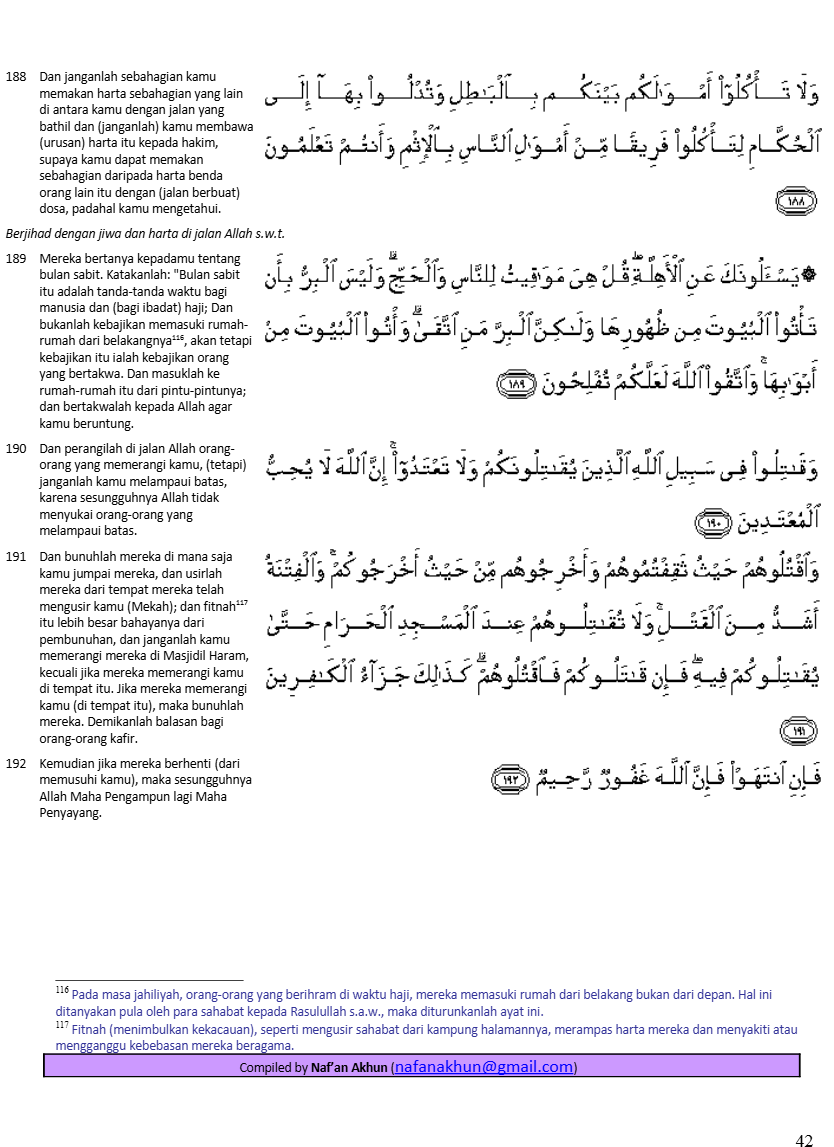 188 Dan janganlah sebahagian kamu
memakan harta sebahagian yang lain
di antara kamu dengan jalan yang
bathil dan (janganlah) kamu membawa
(urusan) harta itu kepada hakim,
supaya kamu dapat memakan
sebahagian daripada harta benda
orang lain itu dengan (jalan berbuat)
dosa, padahal kamu mengetahui.
وَلَا تَأْكُلُوٓا۟ أَمْوَٰلَكُم بَيْنَكُم بِٱلْبَٰطِلِ وَتُدْلُوا۟ بِهَآ إِلَى
ٱلْحُكَّامِ لِتَأْكُلُوا۟ فَرِيقًا مِّنْ أَمْوَٰلِ ٱلنَّاسِ بِٱلْإِثْمِ وَأَنتُمْ تَعْلَمُونَ
١٨٨
Berjihad dengan jiwa dan harta di jalan Allah s.w.t.
189 Mereka bertanya kepadamu tentang
bulan sabit. Katakanlah: "Bulan sabit
itu adalah tanda-tanda waktu bagi
manusia dan (bagi ibadat) haji; Dan
bukanlah kebajikan memasuki rumah-
rumah dari belakangnya¹¹⁶, akan tetapi
kebajikan itu ialah kebajikan orang
yang bertakwa. Dan masuklah ke
rumah-rumah itu dari pintu-pintunya;
dan bertakwalah kepada Allah agar
kamu beruntung.
۞ يَسْـَٔلُونَكَ عَنِ ٱلْأَهِلَّةِ ۖ قُلْ هِىَ مَوَٰقِيتُ لِلنَّاسِ وَٱلْحَجِّ ۗ وَلَيْسَ ٱلْبِرُّ بِأَن
تَأْتُوا۟ ٱلْبُيُوتَ مِن ظُهُورِهَا وَلَٰكِنَّ ٱلْبِرَّ مَنِ ٱتَّقَىٰ ۗ وَأْتُوا۟ ٱلْبُيُوتَ مِنْ
أَبْوَٰبِهَا ۚ وَٱتَّقُوا۟ ٱللَّهَ لَعَلَّكُمْ تُفْلِحُونَ ١٨٩
190 Dan perangilah di jalan Allah orang-
orang yang memerangi kamu, (tetapi)
janganlah kamu melampaui batas,
karena sesungguhnya Allah tidak
menyukai orang-orang yang
melampaui batas.
وَقَٰتِلُوا۟ فِى سَبِيلِ ٱللَّهِ ٱلَّذِينَ يُقَٰتِلُونَكُمْ وَلَا تَعْتَدُوٓا۟ ۚ إِنَّ ٱللَّهَ لَا يُحِبُّ
ٱلْمُعْتَدِينَ ١٩٠
191 Dan bunuhlah mereka di mana saja
kamu jumpai mereka, dan usirlah
mereka dari tempat mereka telah
mengusir kamu (Mekah); dan fitnah¹¹⁷
itu lebih besar bahayanya dari
pembunuhan, dan janganlah kamu
memerangi mereka di Masjidil Haram,
kecuali jika mereka memerangi kamu
di tempat itu. Jika mereka memerangi
kamu (di tempat itu), maka bunuhlah
mereka. Demikanlah balasan bagi
orang-orang kafir.
وَٱقْتُلُوهُمْ حَيْثُ ثَقِفْتُمُوهُمْ وَأَخْرِجُوهُم مِّنْ حَيْثُ أَخْرَجُوكُمْ ۚ وَٱلْفِتْنَةُ
أَشَدُّ مِنَ ٱلْقَتْلِ ۚ وَلَا تُقَٰتِلُوهُمْ عِندَ ٱلْمَسْجِدِ ٱلْحَرَامِ حَتَّىٰ
يُقَٰتِلُوكُمْ فِيهِ ۖ فَإِن قَٰتَلُوكُمْ فَٱقْتُلُوهُمْ ۗ كَذَٰلِكَ جَزَآءُ ٱلْكَٰفِرِينَ
١٩١
192 Kemudian jika mereka berhenti (dari
memusuhi kamu), maka sesungguhnya
Allah Maha Pengampun lagi Maha
Penyayang.
فَإِنِ ٱنتَهَوْا۟ فَإِنَّ ٱللَّهَ غَفُورٌ رَّحِيمٌ ١٩٢
¹¹⁶ Pada masa jahiliyah, orang-orang yang berihram di waktu haji, mereka memasuki rumah dari belakang bukan dari depan. Hal ini
ditanyakan pula oleh para sahabat kepada Rasulullah s.a.w., maka diturunkanlah ayat ini.
¹¹⁷ Fitnah (menimbulkan kekacauan), seperti mengusir sahabat dari kampung halamannya, merampas harta mereka dan menyakiti atau
mengganggu kebebasan mereka beragama.
Compiled by Naf'an Akhun (nafanakhun@gmail.com)
42